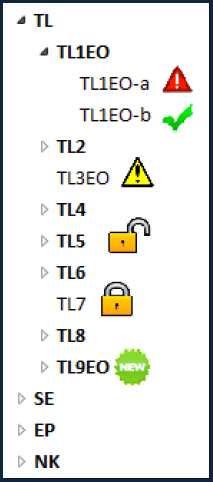 TL
TL1EO
TL1EO-a
TL1EO-b
TL2
TL3EO
TL4
TL5
TL6
TL7
TL8
TL9EO NEW
SE
EP
NK